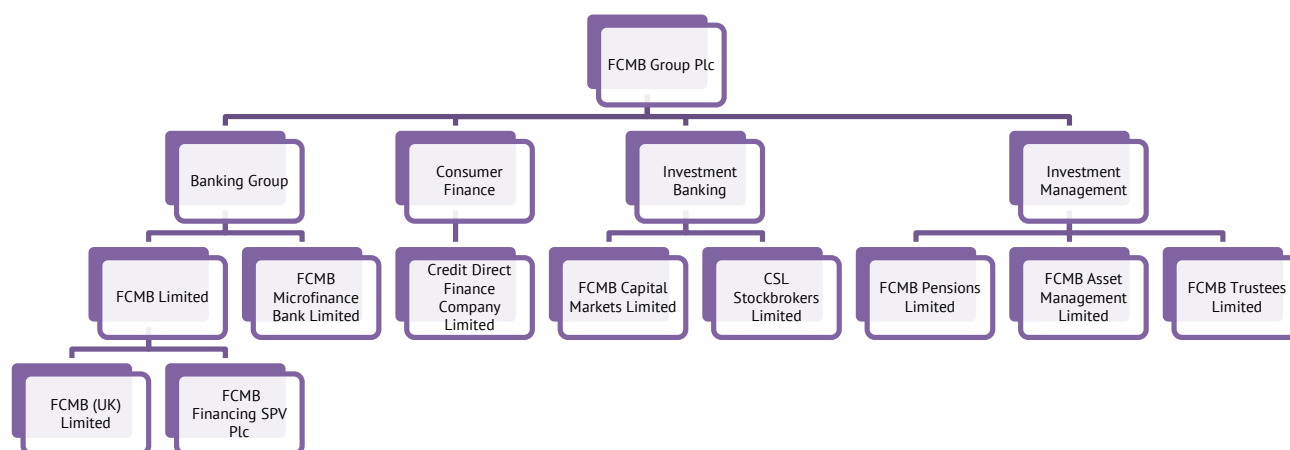 FCMB Group Plc
Banking Group
Consumer
Finance
Investment
Banking
Investment
Management
FCMB Limited
FCMB
Microfinance
Bank Limited
Credit Direct
Finance
Company
Limited
FCMB Capital
Markets Limited
CSL
Stockbrokers
Limited
FCMB Pensions
Limited
FCMB Asset
Management
Limited
FCMB Trustees
Limited
FCMB (UK)
Limited
FCMB
Financing SPV
Plc